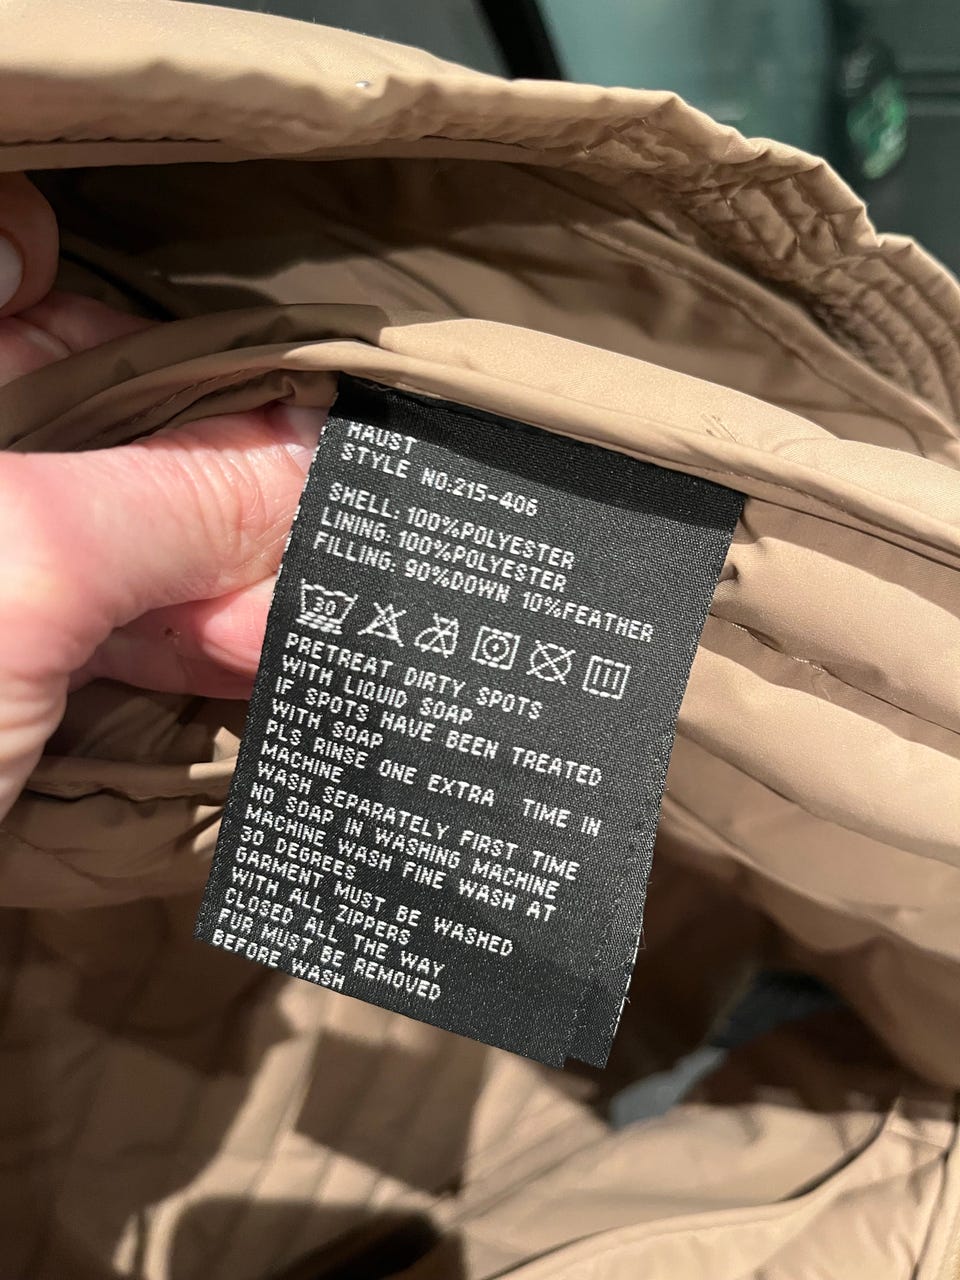 HAUST
STYLE NO:215-406
SHELL: 100%POLYESTER
LINING: 100%POLYESTER
FILLING: 90%DOWN 10%FEATHER
30
PRETREAT DIRTY SPOTS
WITH LIQUID SOAP
IF SPOTS HAVE BEEN TREATED
WITH SOAP
PLS RINSE ONE EXTRA TIME IN
MACHINE
WASH SEPARATELY FIRST TIME
NO SOAP IN WASHING MACHINE
MACHINE WASH FINE WASH AT
30 DEGREES
GARMENT MUST BE WASHED
WITH ALL ZIPPERS
CLOSED ALL THE WAY
FUR MUST BE REMOVED
BEFORE WASH